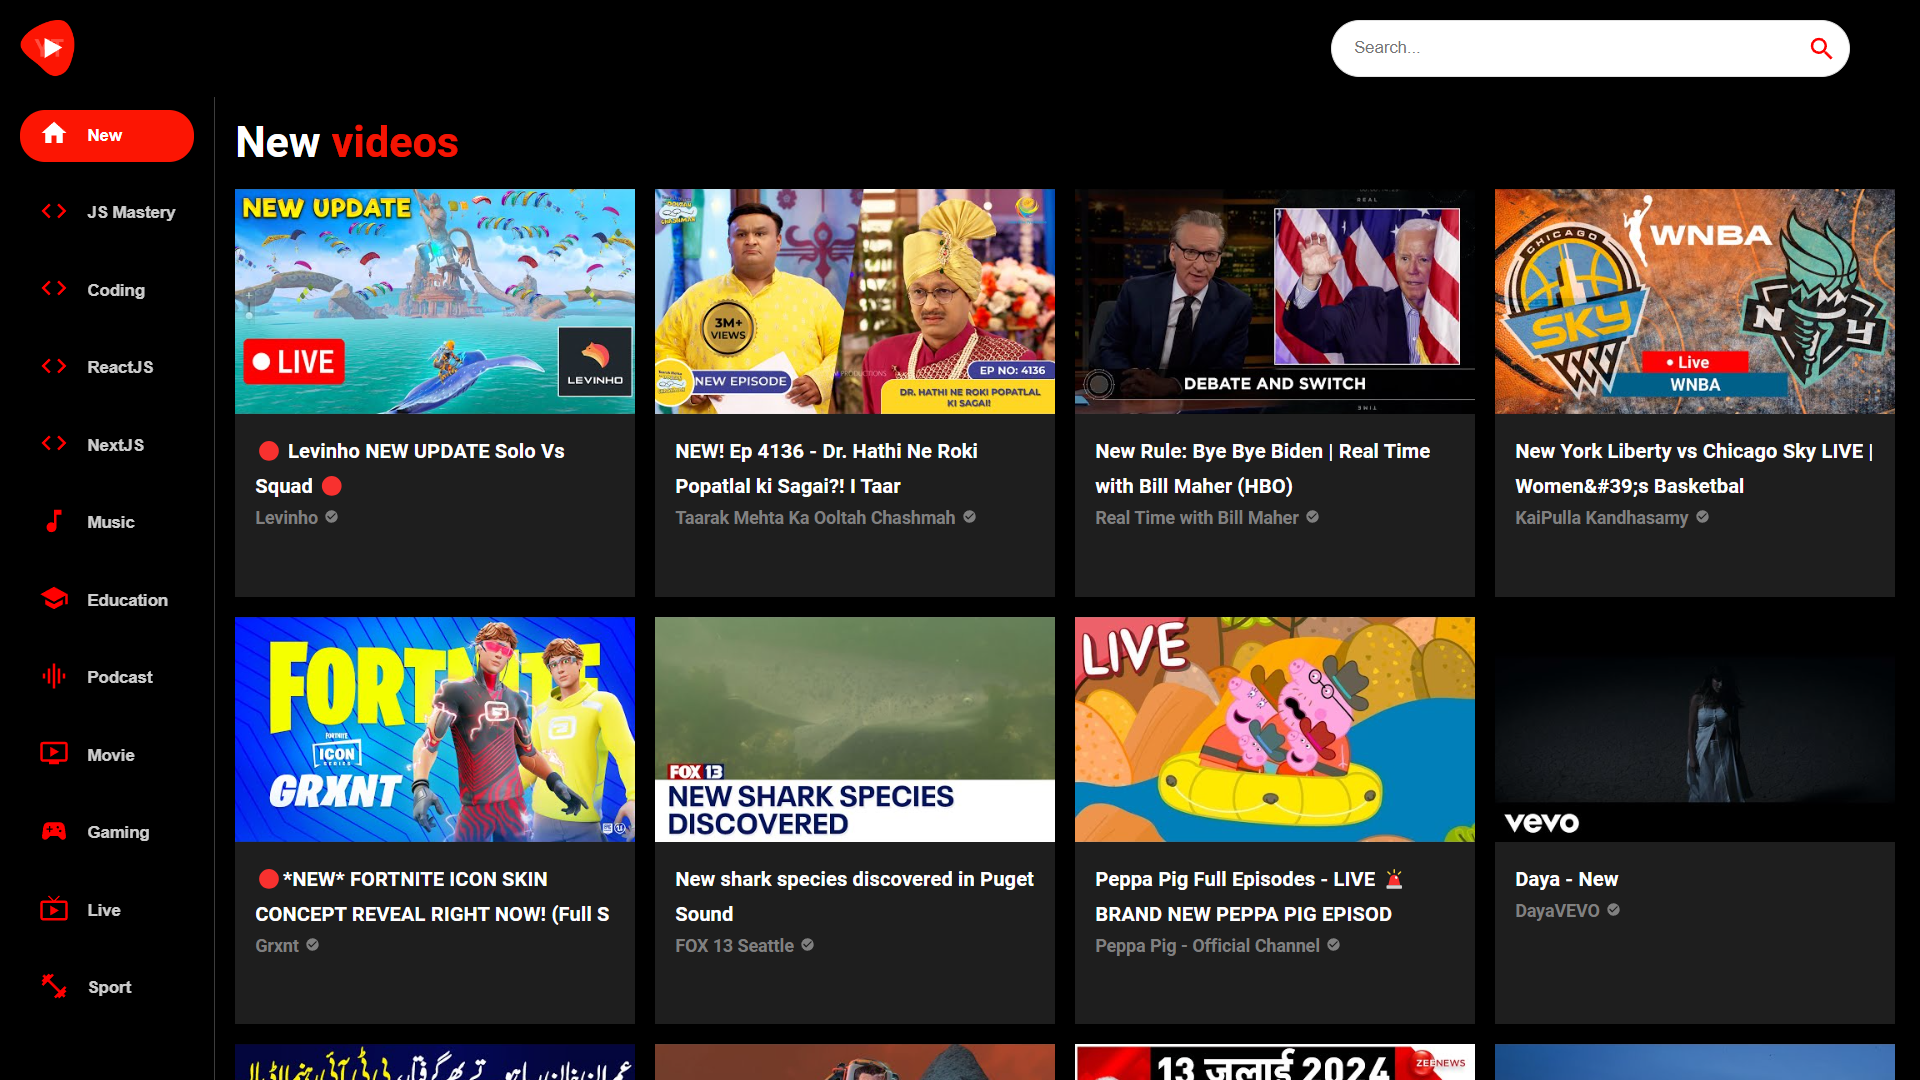 YT
Search...
New
JS Mastery
Coding
ReactJS
NextJS
Music
Education
Podcast
Movie
Gaming
Live
Sport
New videos
NEW UPDATE
LIVE
LEVINHO
🔴 Levinho NEW UPDATE Solo Vs
Squad 🔴
Levinho
3M+
VIEWS
NEW EPISODE
EP NO: 4136
DR. HATHI NE ROKI POPATLAL
KI SAGAI!
NEW! Ep 4136 - Dr. Hathi Ne Roki
Popatlal ki Sagai?! I Taar
Taarak Mehta Ka Ooltah Chashmah
REAL
DEBATE AND SWITCH
TIME
New Rule: Bye Bye Biden | Real Time
with Bill Maher (HBO)
Real Time with Bill Maher
CHICAGO
SKY
WNBA
NY
• Live
WNBA
New York Liberty vs Chicago Sky LIVE |
Women&#39;s Basketbal
KaiPulla Kandhasamy
FORTNITE
FORTNITE
ICON
SERIES
GRXNT
🔴*NEW* FORTNITE ICON SKIN
CONCEPT REVEAL RIGHT NOW! (Full S
Grxnt
FOX 13
NEW SHARK SPECIES
DISCOVERED
New shark species discovered in Puget
Sound
FOX 13 Seattle
LIVE
Peppa Pig Full Episodes - LIVE 🚨
BRAND NEW PEPPA PIG EPISOD
Peppa Pig - Official Channel
vevo
Daya - New
DayaVEVO
13 जुलाई 2024
ZEE NEWS